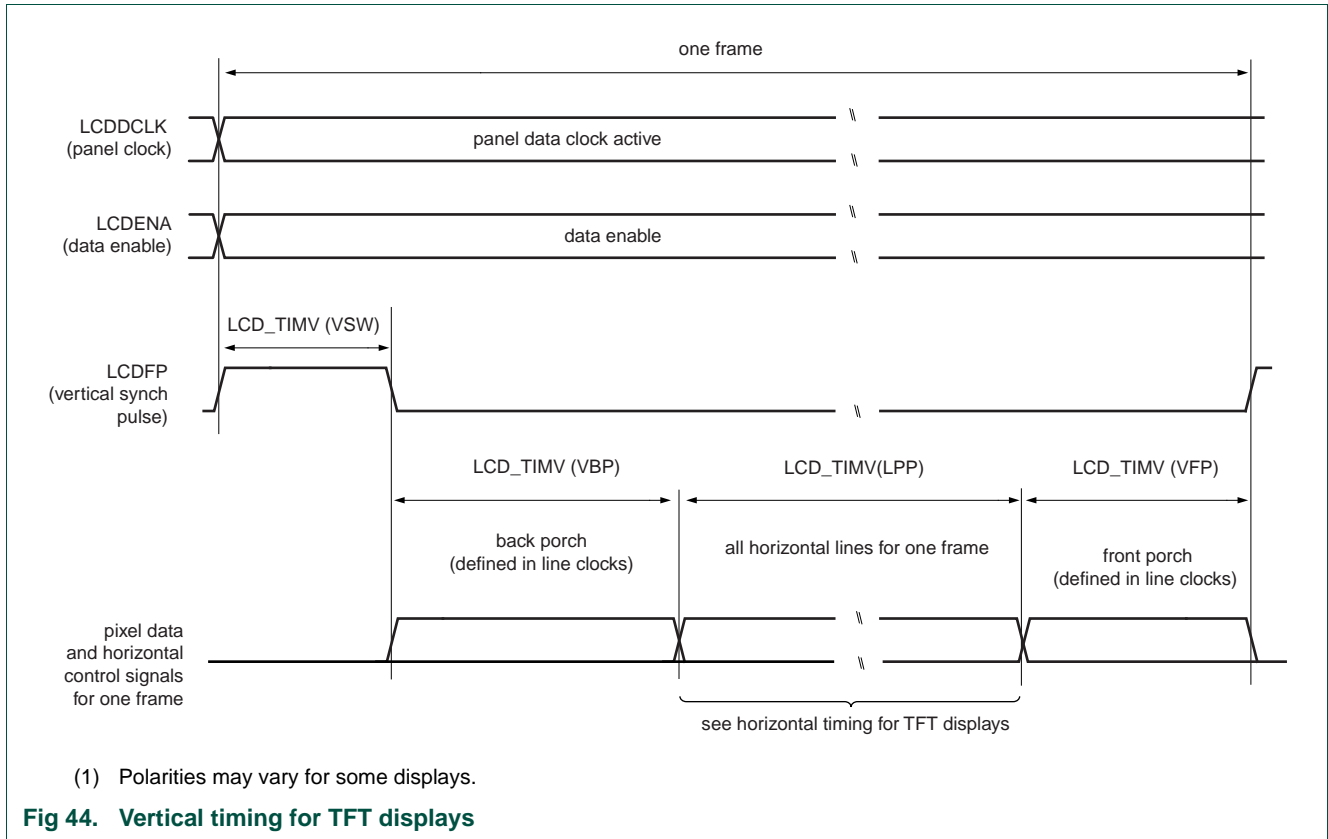 one frame
LCDDCLK
(panel clock)
panel data clock active
LCDENA
(data enable)
data enable
LCD_TIMV (VSW)
LCDFP
(vertical synch
pulse)
LCD_TIMV (VBP)
LCD_TIMV(LPP)
LCD_TIMV (VFP)
back porch
(defined in line clocks)
all horizontal lines for one frame
front porch
(defined in line clocks)
pixel data
and horizontal
control signals
for one frame
see horizontal timing for TFT displays
(1) Polarities may vary for some displays.
Fig 44. Vertical timing for TFT displays